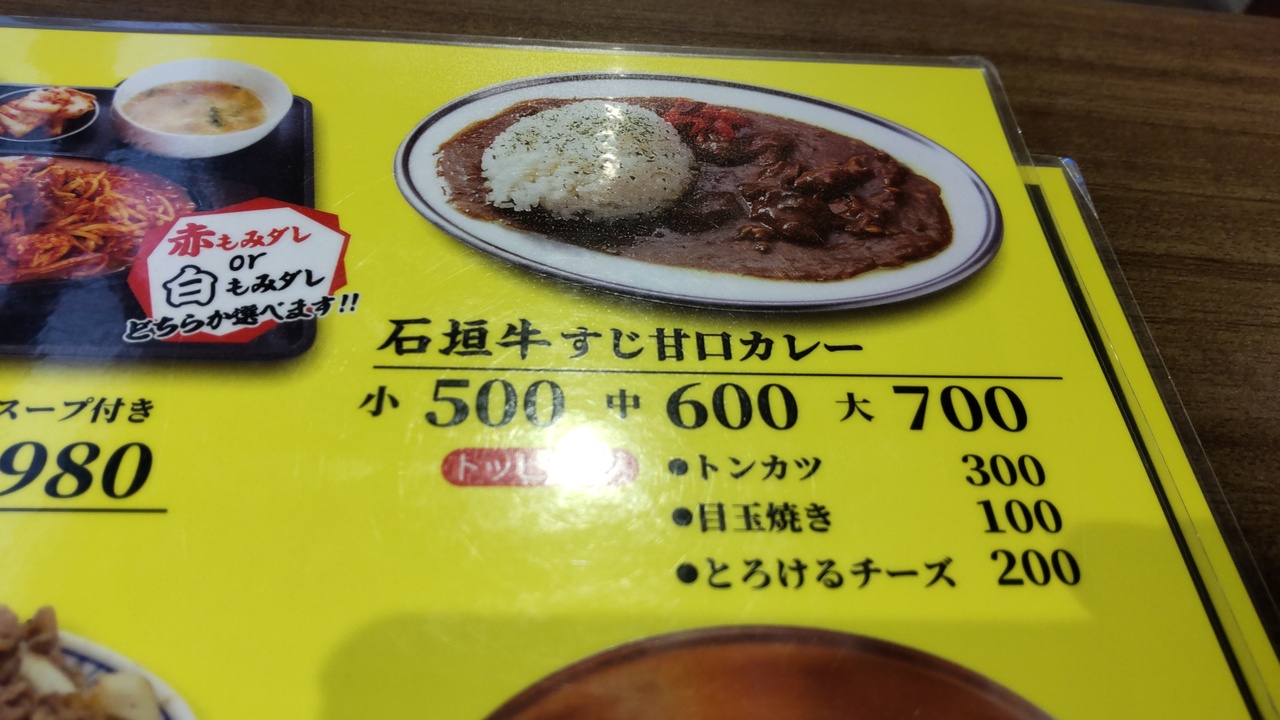 赤もみダレ
or
白もみダレ
どちらか選べます!!
スープ付き
980
石垣牛すじ甘口カレー
小 500 中 600 大 700
●トンカツ 300
●目玉焼き 100
●とろけるチーズ 200